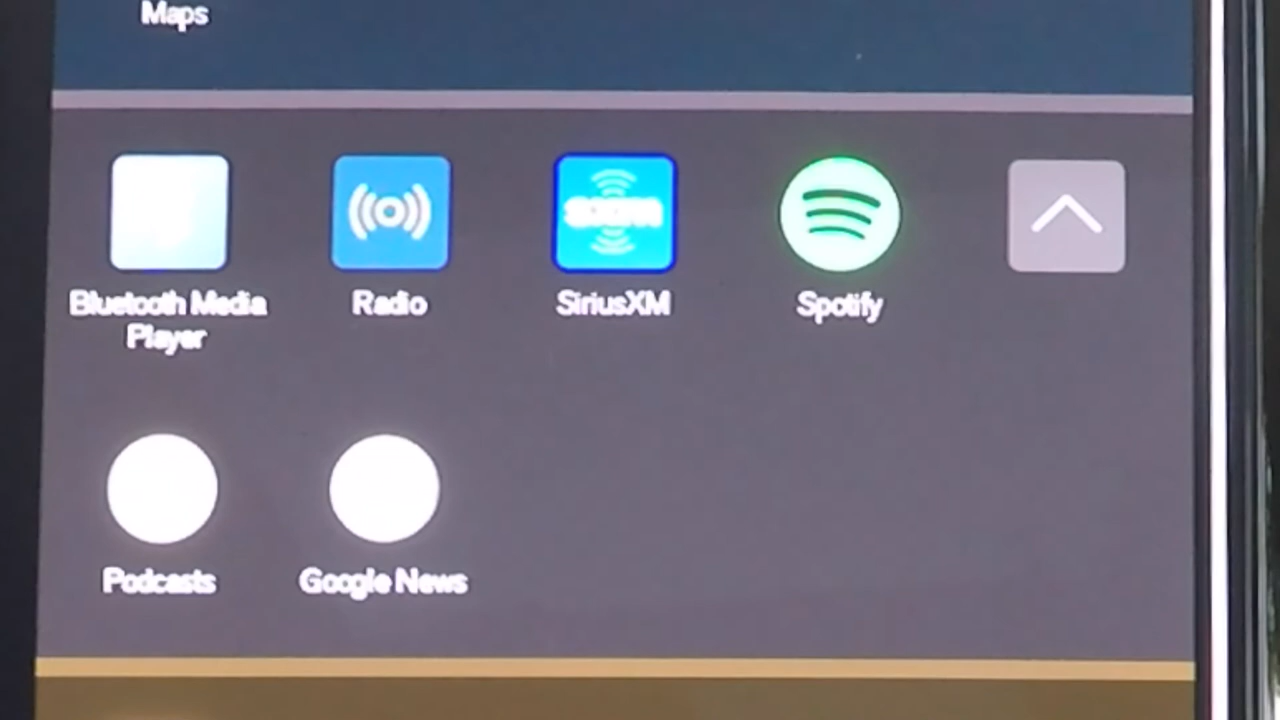 Maps
Bluetooth Media
Player
Radio
SiriusXM
Spotify
Podcasts
Google News